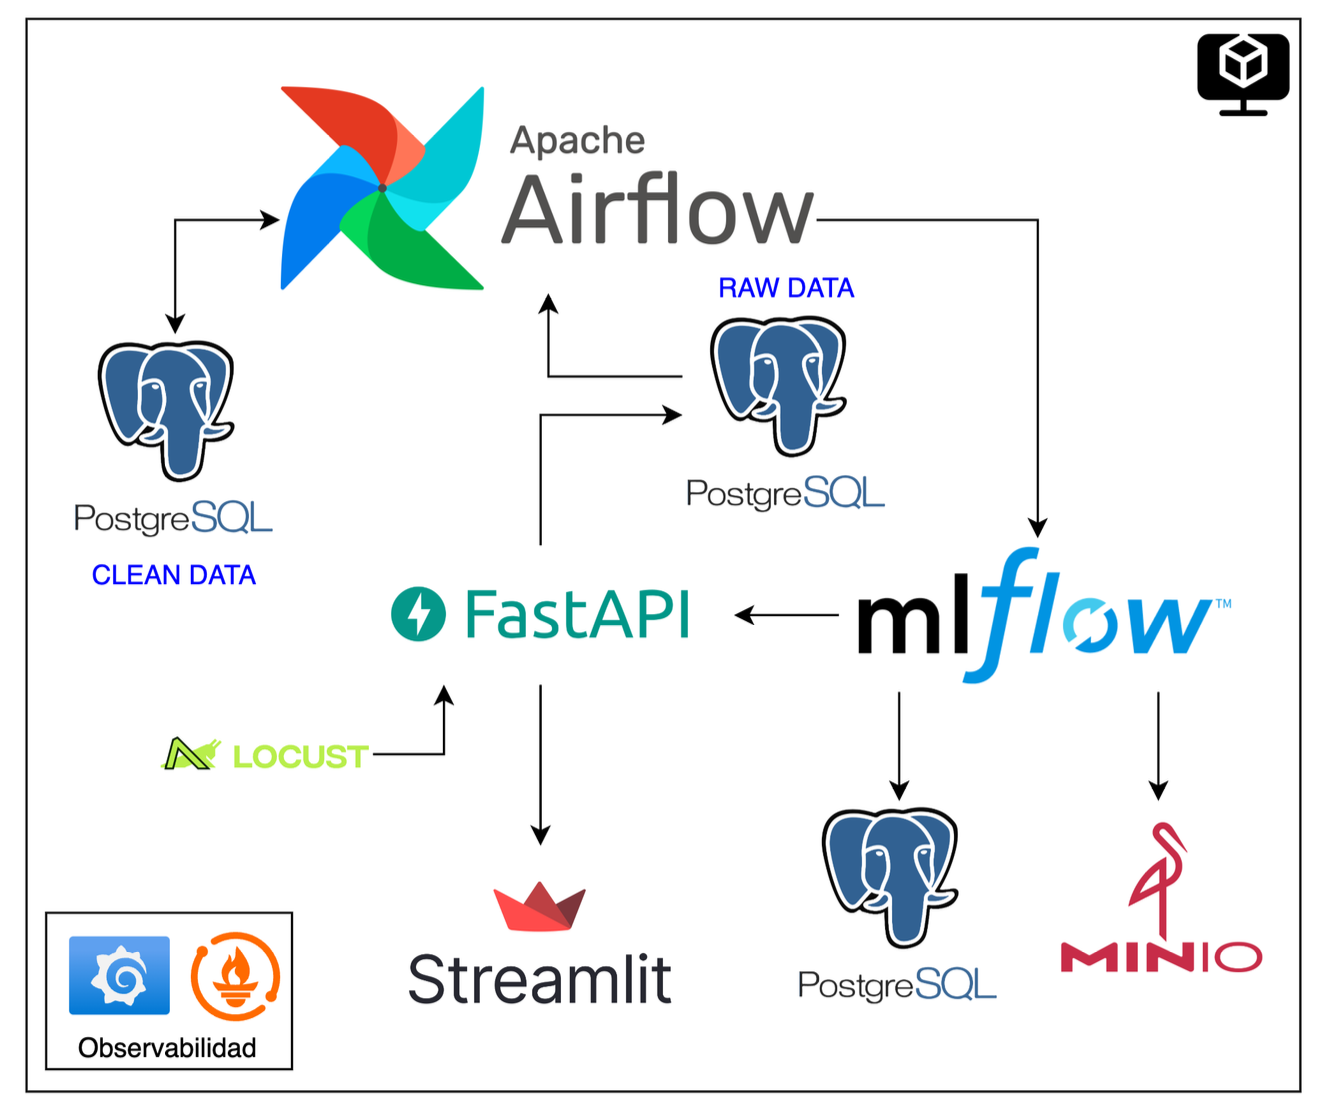 Apache
Airflow
RAW DATA
PostgreSQL
PostgreSQL
CLEAN DATA
FastAPI
mlflow™
LOCUST
Streamlit
PostgreSQL
MINIO
Observabilidad